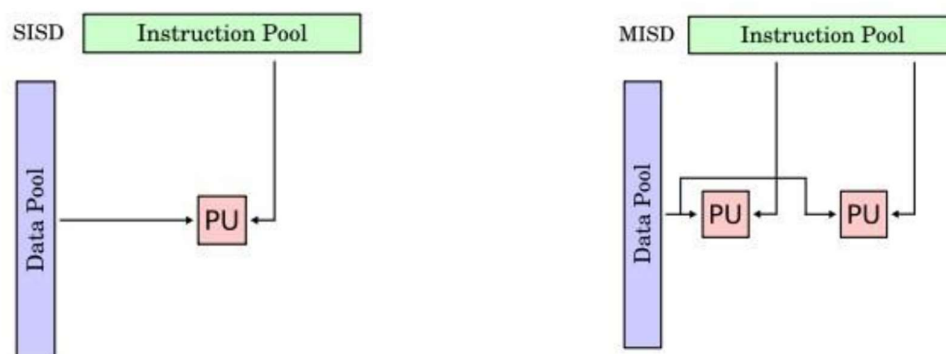 SISD
Instruction Pool
Data Pool
PU
MISD
Instruction Pool
Data Pool
PU
PU